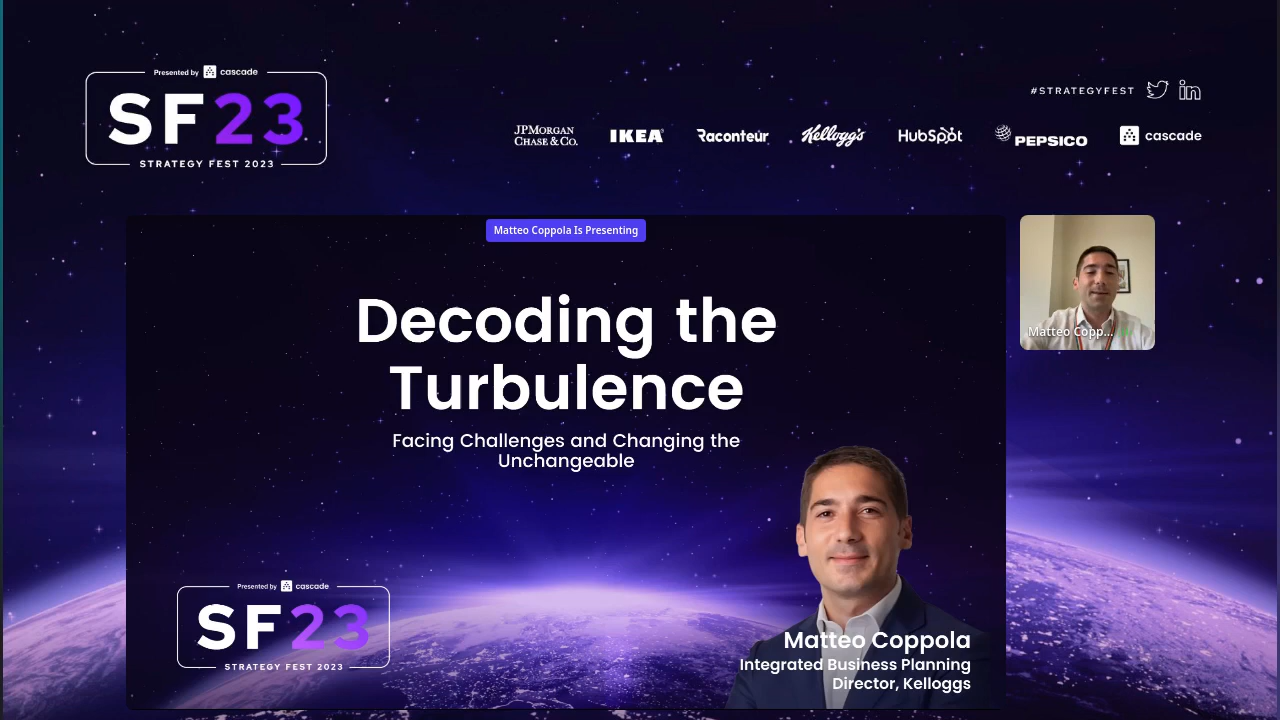 Presented by cascade
SF23
STRATEGY FEST 2023
#STRATEGYFEST
JPMORGAN
CHASE & CO.
IKEA
Raconteur
Kellogg's
HubSpot
PEPSICO
cascade
Matteo Coppola Is Presenting
Matteo Copp...
Decoding the
Turbulence
Facing Challenges and Changing the
Unchangeable
Presented by cascade
SF23
STRATEGY FEST 2023
Matteo Coppola
Integrated Business Planning
Director, Kelloggs